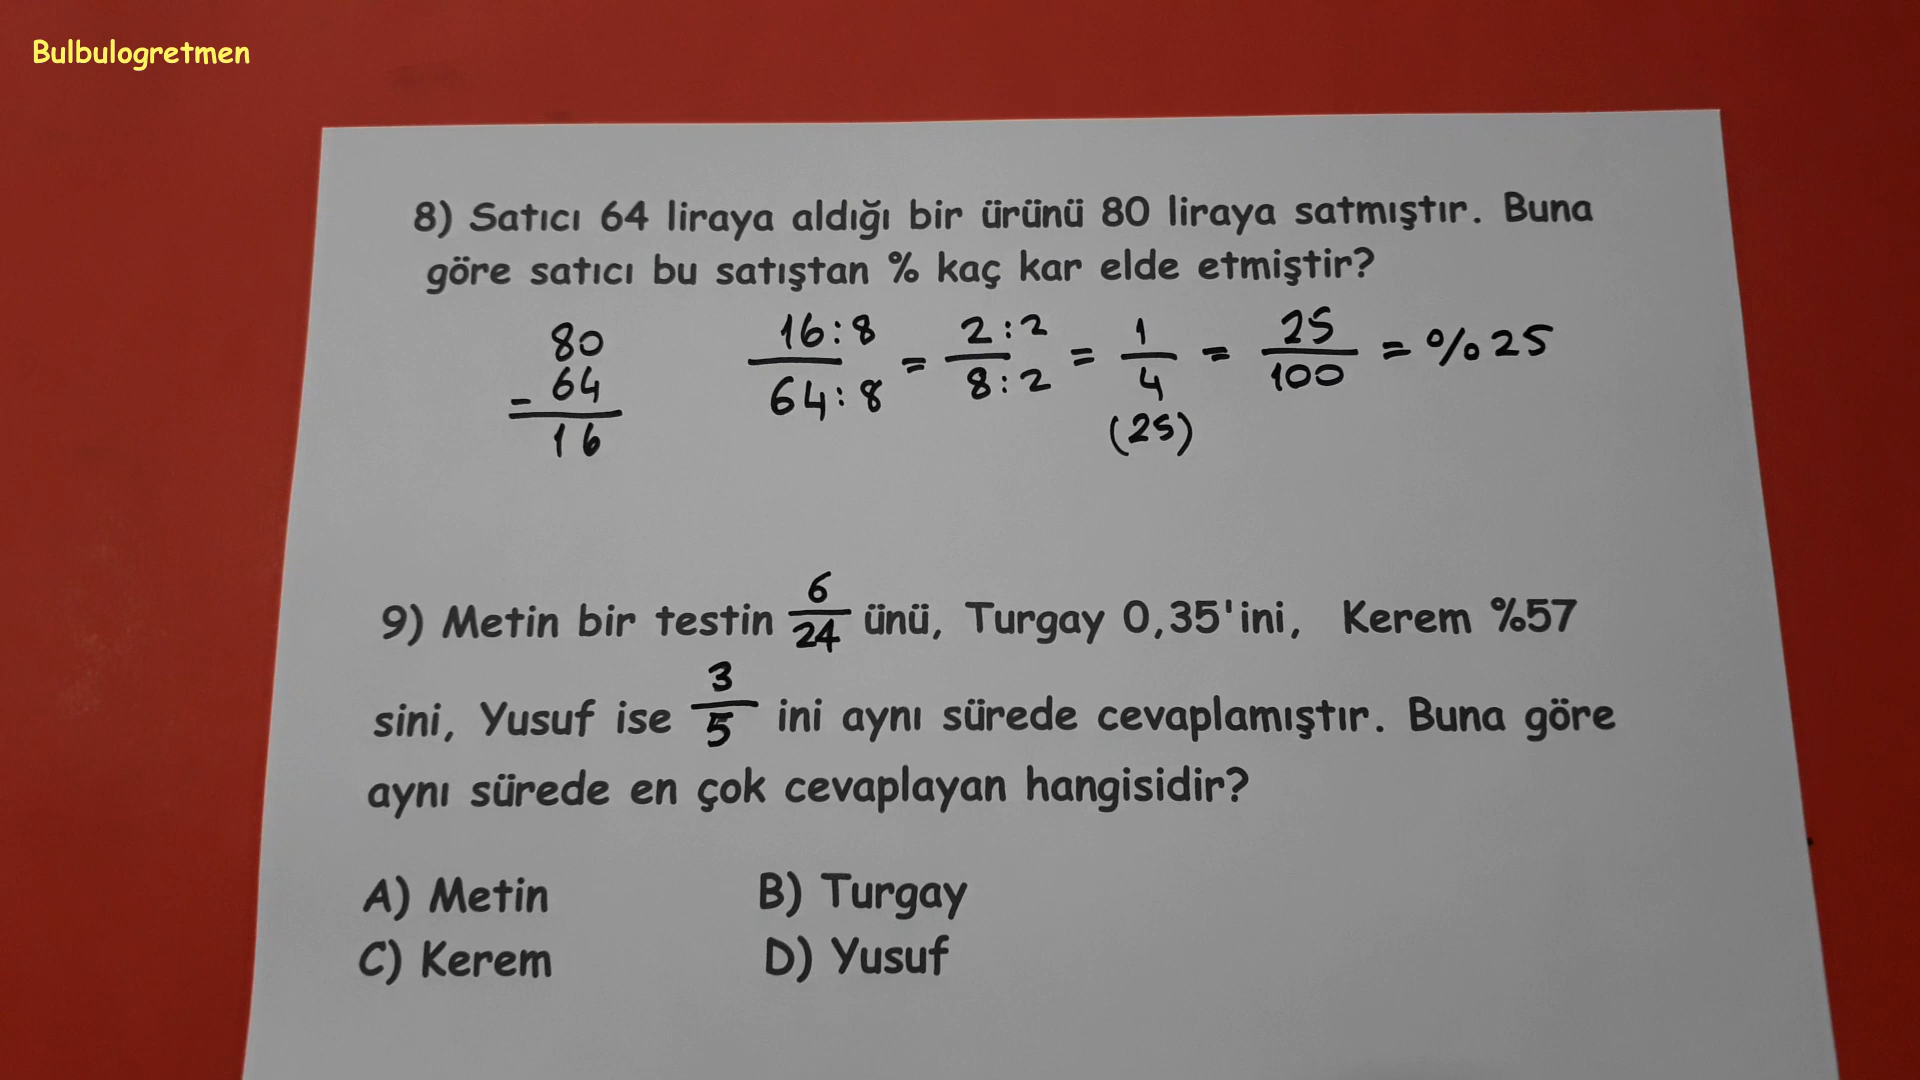 Bulbulogretmen
8) Satıcı 64 liraya aldığı bir ürünü 80 liraya satmıştır. Buna
göre satıcı bu satıştan % kaç kar elde etmiştir?
80
- 64
16
16:8 / 64:8 = 2:2 / 8:2 = 1/4 = 25/100 = %25
(25)
9) Metin bir testin 6/24 ünü, Turgay 0,35'ini, Kerem %57
sini, Yusuf ise 3/5 ini aynı sürede cevaplamıştır. Buna göre
aynı sürede en çok cevaplayan hangisidir?
A) Metin B) Turgay
C) Kerem D) Yusuf